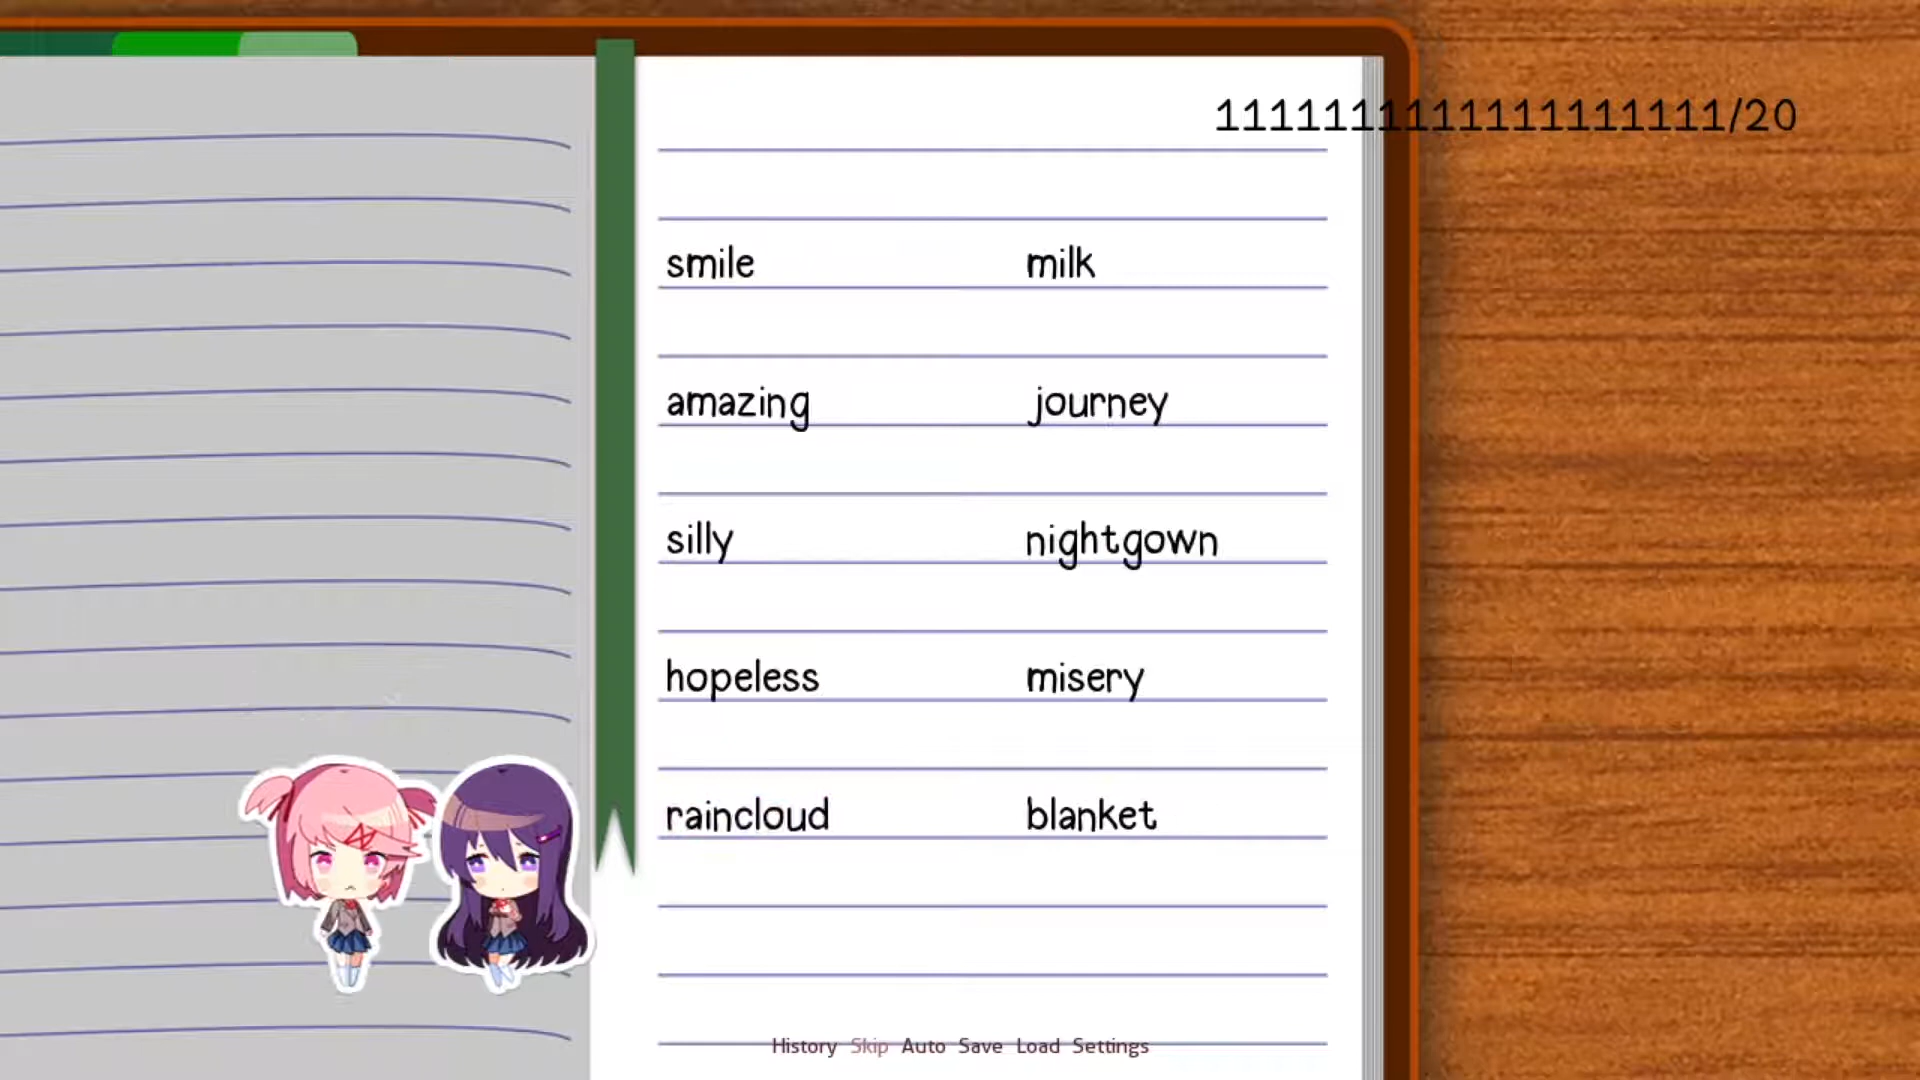 1111111111111111111/20
smile milk
amazing journey
silly nightgown
hopeless misery
raincloud blanket
History Skip Auto Save Load Settings